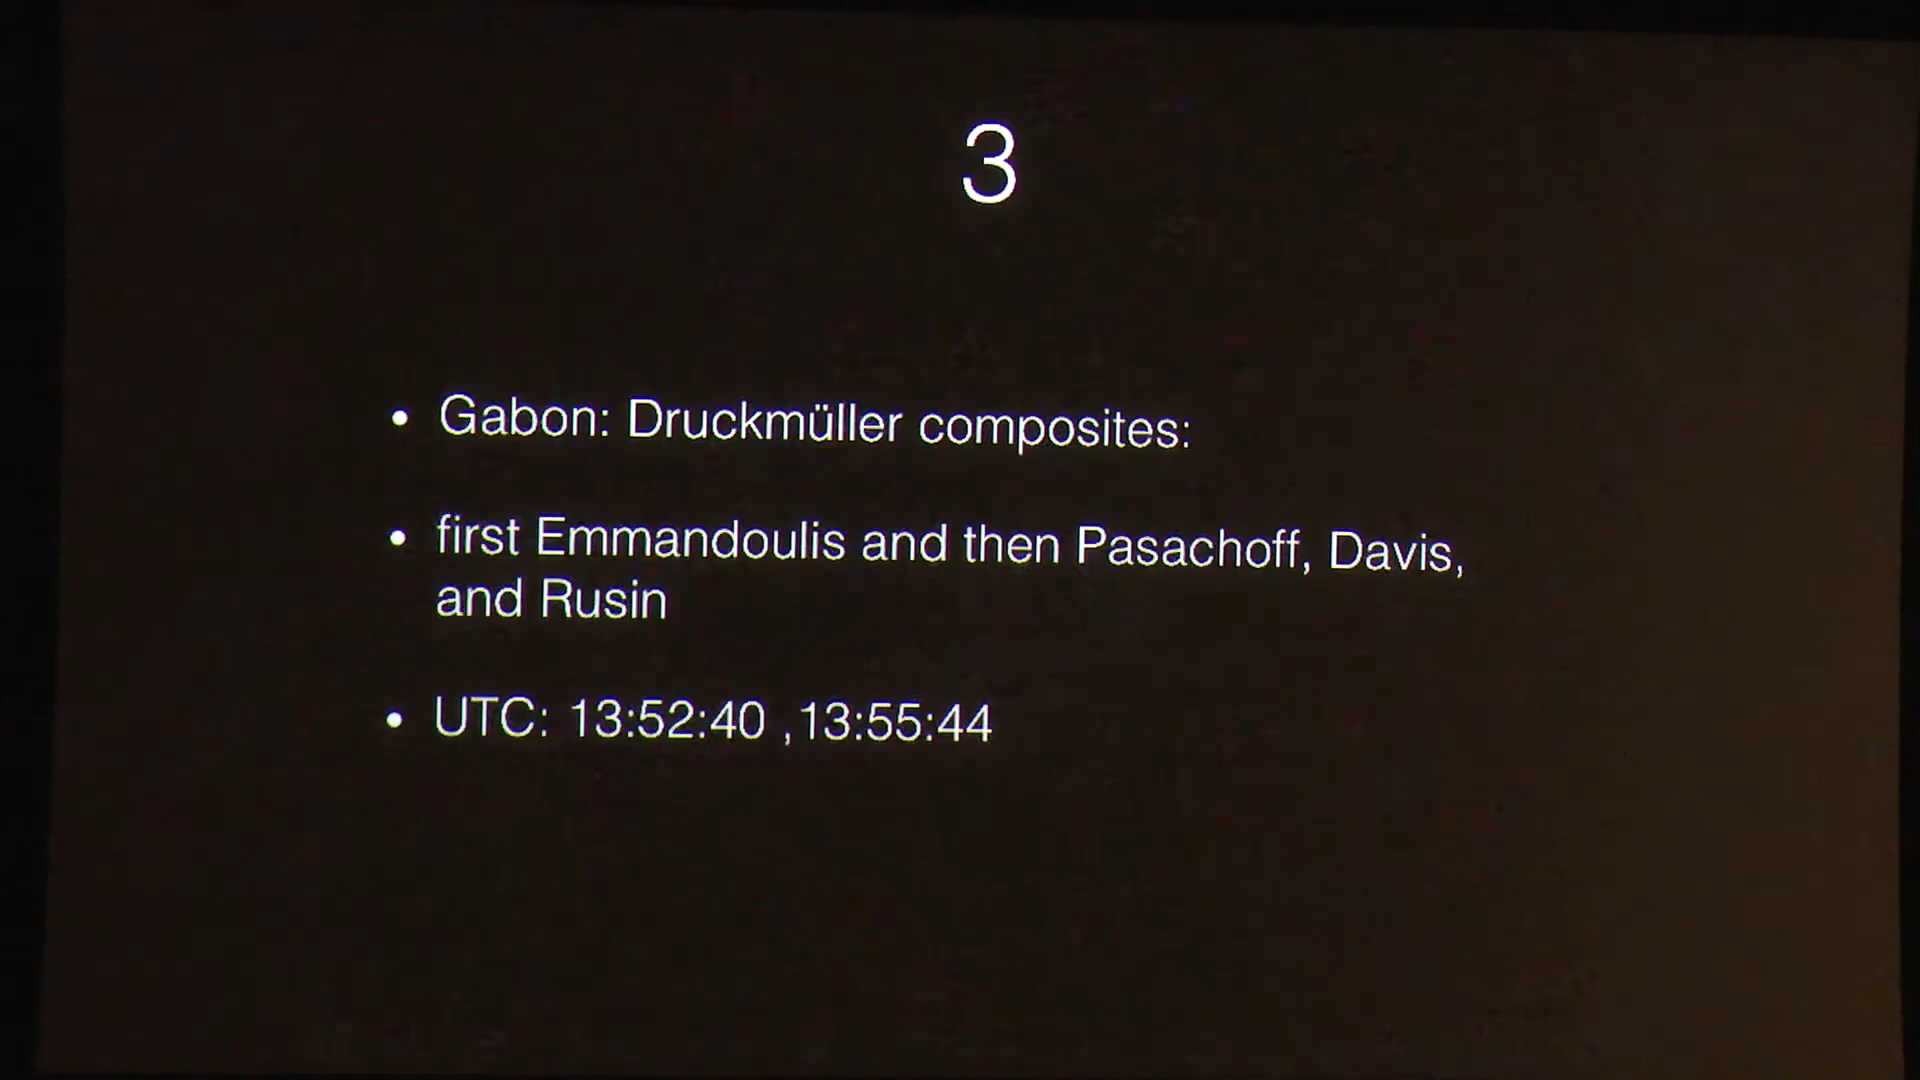 3
• Gabon: Druckmüller composites:
• first Emmandoulis and then Pasachoff, Davis,
and Rusin
• UTC: 13:52:40 ,13:55:44